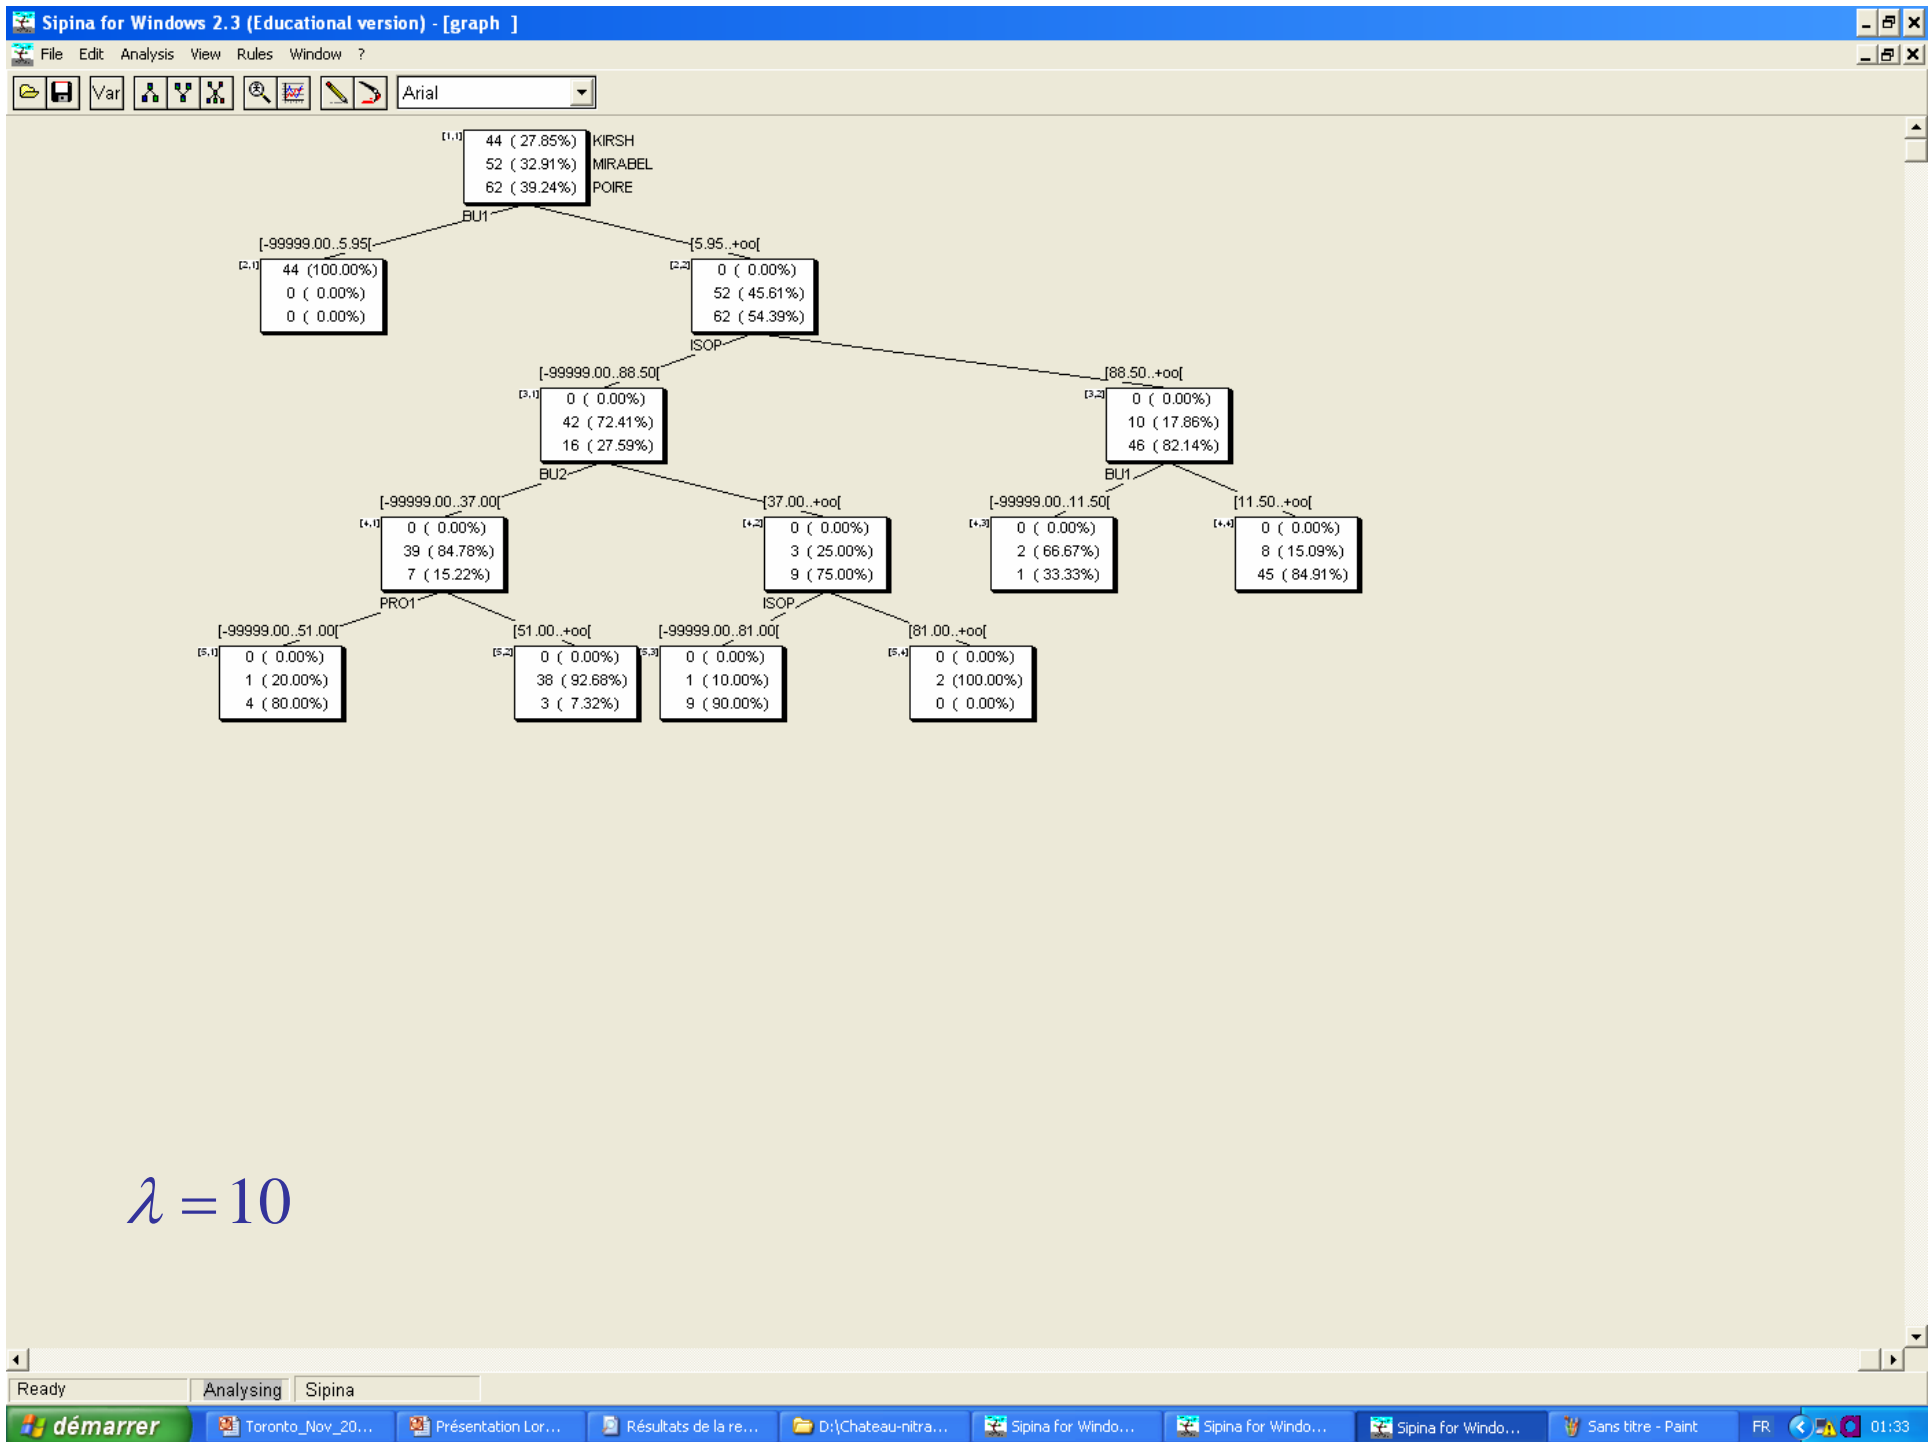 Sipina for Windows 2.3 (Educational version) - [graph ]
File Edit Analysis View Rules Window ?
Var Arial
[1,1] 44 ( 27.85%) KIRSH
52 ( 32.91%) MIRABEL
62 ( 39.24%) POIRE
BU1
[-99999.00..5.95[ [5.95..+oo[
[2,1] 44 (100.00%) [2,2] 0 ( 0.00%)
0 ( 0.00%) 52 ( 45.61%)
0 ( 0.00%) 62 ( 54.39%)
ISOP
[-99999.00..88.50[ [88.50..+oo[
[3,1] 0 ( 0.00%) [3,2] 0 ( 0.00%)
42 ( 72.41%) 10 ( 17.86%)
16 ( 27.59%) 46 ( 82.14%)
BU2 BU1
[-99999.00..37.00[ [37.00..+oo[ [-99999.00..11.50[ [11.50..+oo[
[4,1] 0 ( 0.00%) [4,2] 0 ( 0.00%) [4,3] 0 ( 0.00%) [4,4] 0 ( 0.00%)
39 ( 84.78%) 3 ( 25.00%) 2 ( 66.67%) 8 ( 15.09%)
7 ( 15.22%) 9 ( 75.00%) 1 ( 33.33%) 45 ( 84.91%)
PRO1 ISOP
[-99999.00..51.00[ [51.00..+oo[ [-99999.00..81.00[ [81.00..+oo[
[5,1] 0 ( 0.00%) [5,2] 0 ( 0.00%) [5,3] 0 ( 0.00%) [5,4] 0 ( 0.00%)
1 ( 20.00%) 38 ( 92.68%) 1 ( 10.00%) 2 (100.00%)
4 ( 80.00%) 3 ( 7.32%) 9 ( 90.00%) 0 ( 0.00%)
λ = 10
Ready Analysing Sipina
démarrer Toronto_Nov_20... Présentation Lor... Résultats de la re... D:\Chateau-nitra... Sipina for Windo... Sipina for Windo... Sipina for Windo... Sans titre - Paint FR 01:33